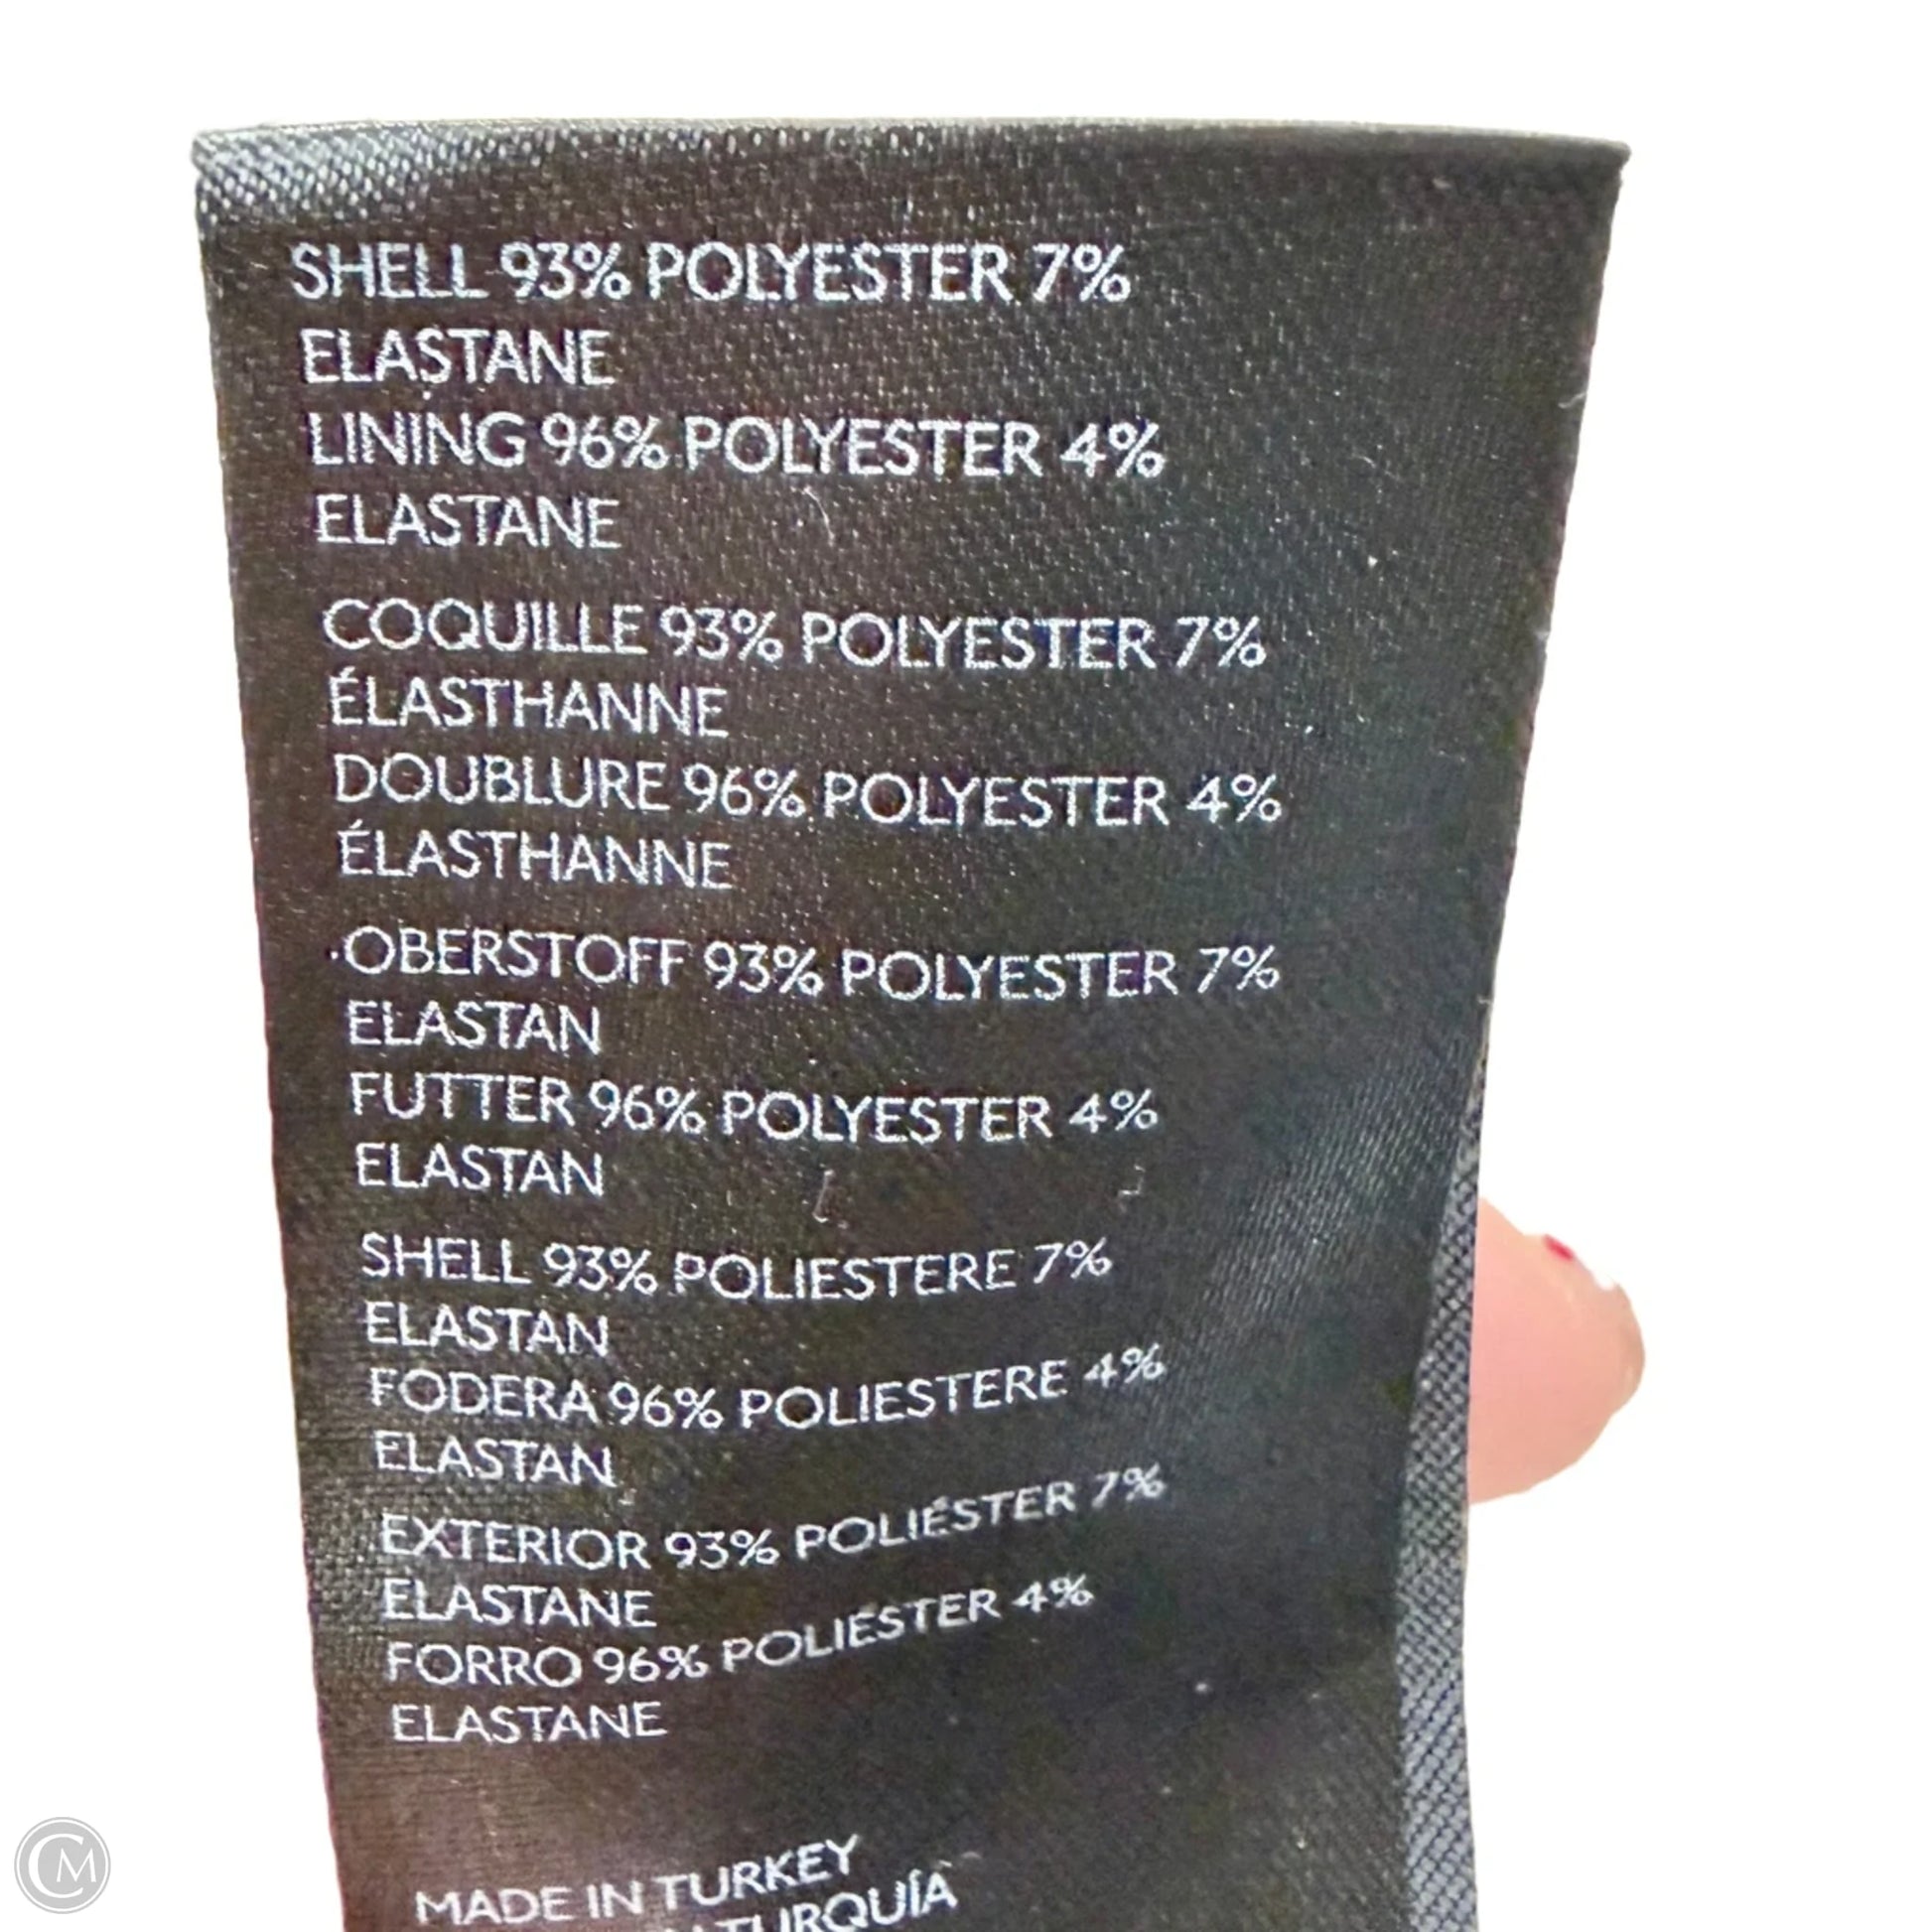 SHELL 93% POLYESTER 7%
ELASTANE
LINING 96% POLYESTER 4%
ELASTANE
COQUILLE 93% POLYESTER 7%
ÉLASTHANNE
DOUBLURE 96% POLYESTER 4%
ÉLASTHANNE
OBERSTOFF 93% POLYESTER 7%
ELASTAN
FUTTER 96% POLYESTER 4%
ELASTAN
SHELL 93% POLIESTERE 7%
ELASTAN
FODERA 96% POLIESTERE 4%
ELASTAN
EXTERIOR 93% POLIÉSTER 7%
ELASTANE
FORRO 96% POLIÉSTER 4%
ELASTANE
MADE IN TURKEY
TURQUÍA
CM